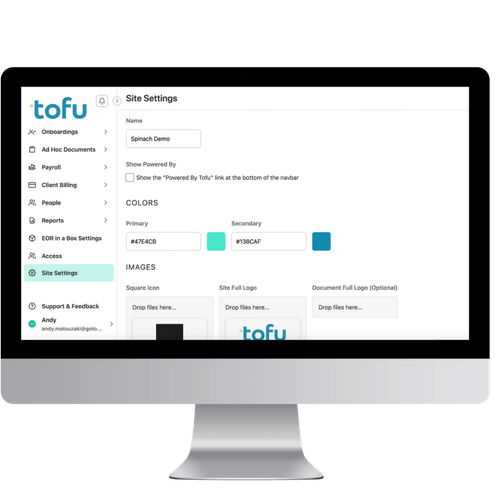 tofu
Site Settings
Onboardings
Ad Hoc Documents
Payroll
Client Billing
People
Reports
EOR in a Box Settings
Access
Site Settings
Support & Feedback
Andy
andy.matsuzaki@goto...
Name
Spinach Demo
Show Powered By
Show the "Powered By Tofu" link at the bottom of the navbar
COLORS
Primary
Secondary
#47E4CB
#138CAF
IMAGES
Square Icon
Site Full Logo
Document Full Logo (Optional)
Drop files here...
Drop files here...
Drop files here...
tofu